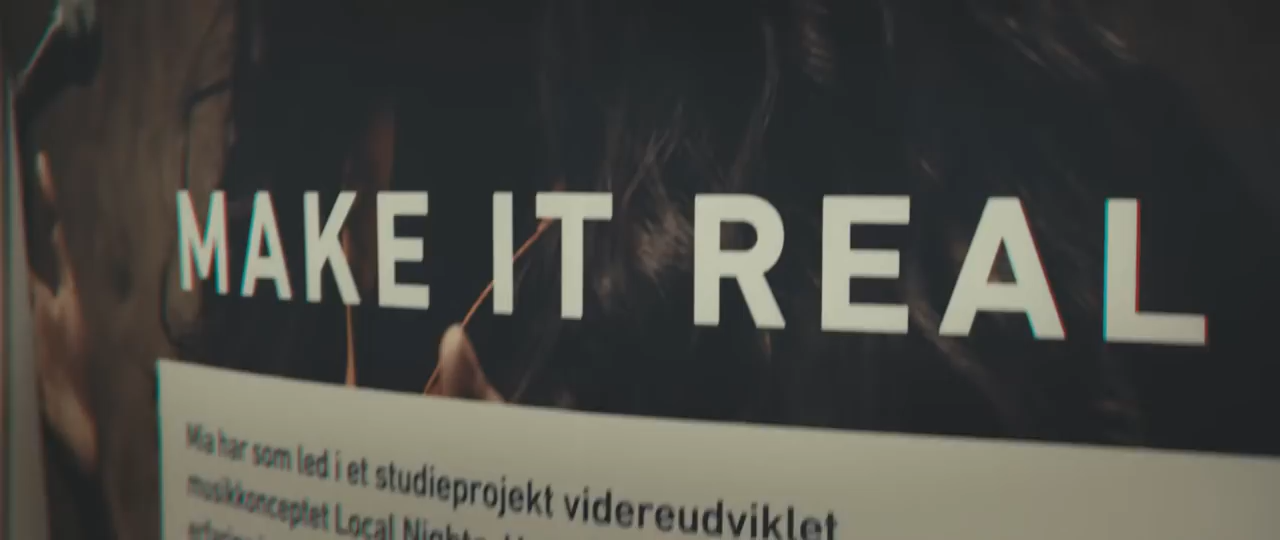 MAKE IT REAL
Mia har som led i et studieprojekt videreudviklet
musikkonceptet Local Nights.